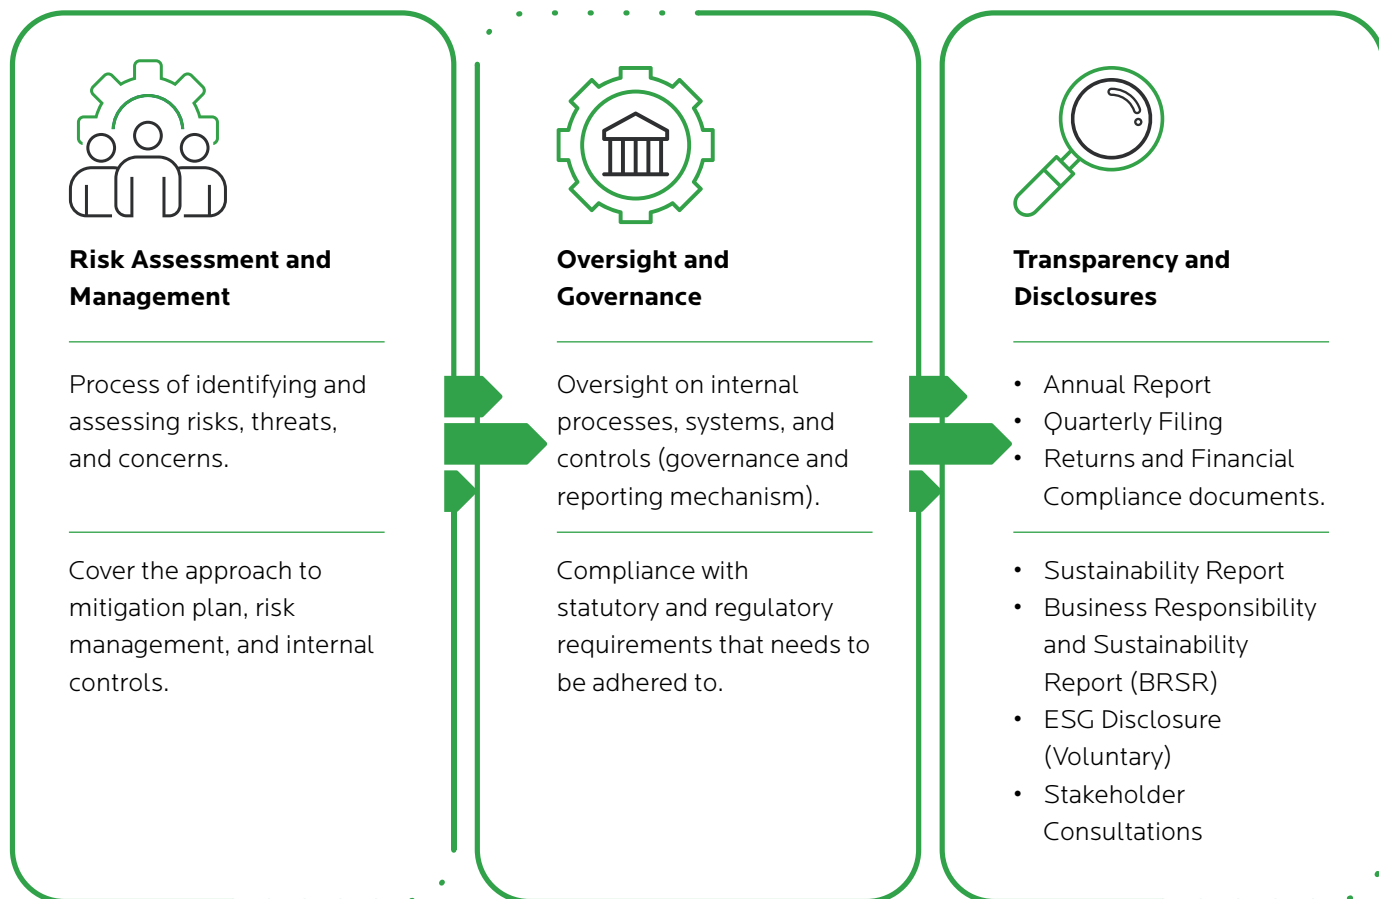 Risk Assessment and
Management
Process of identifying and
assessing risks, threats,
and concerns.
Cover the approach to
mitigation plan, risk
management, and internal
controls.
Oversight and
Governance
Oversight on internal
processes, systems, and
controls (governance and
reporting mechanism).
Compliance with
statutory and regulatory
requirements that needs to
be adhered to.
Transparency and
Disclosures
• Annual Report
• Quarterly Filing
• Returns and Financial
Compliance documents.
• Sustainability Report
• Business Responsibility
and Sustainability
Report (BRSR)
• ESG Disclosure
(Voluntary)
• Stakeholder
Consultations